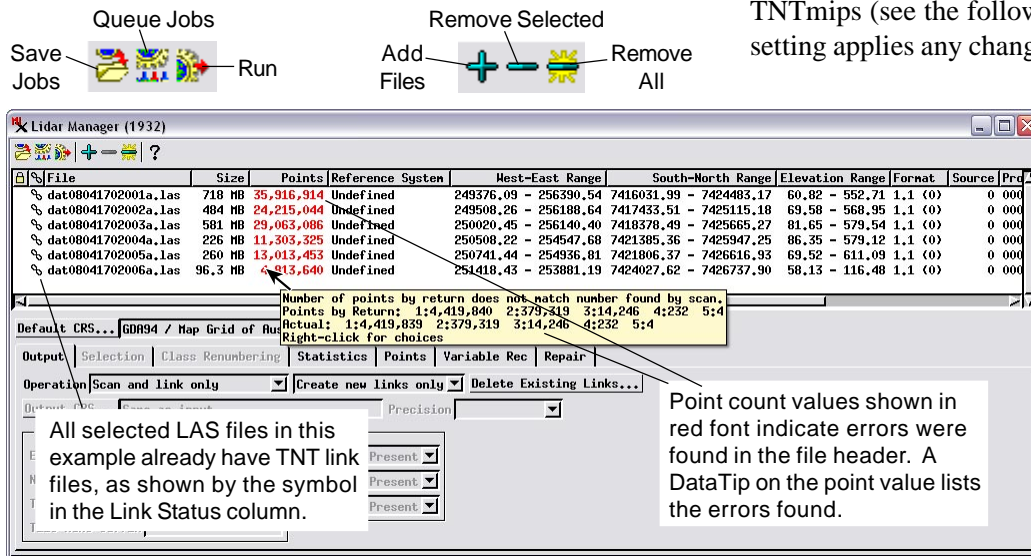 Queue Jobs
Remove Selected
TNTmips (see the follow
setting applies any chang
Save Jobs
Run
Add Files
Remove All
Lidar Manager (1932)
?
File Size Points Reference System West-East Range South-North Range Elevation Range Format Source Prd
dat08041702001a.las 718 MB 35,916,914 Undefined 249376.09 - 256390.54 7416031.99 - 7424483.17 60.82 - 552.71 1.1 (0) 0 000
dat08041702002a.las 484 MB 24,215,044 Undefined 249508.26 - 256188.64 7417433.51 - 7425115.18 69.58 - 568.95 1.1 (0) 0 000
dat08041702003a.las 581 MB 29,063,086 Undefined 250020.45 - 256140.40 7418378.49 - 7425665.27 81.65 - 579.54 1.1 (0) 0 000
dat08041702004a.las 226 MB 11,303,325 Undefined 250508.22 - 254547.68 7421385.36 - 7425947.25 86.35 - 579.12 1.1 (0) 0 000
dat08041702005a.las 260 MB 13,013,453 Undefined 250741.44 - 254936.81 7421806.37 - 7426616.93 69.52 - 611.09 1.1 (0) 0 000
dat08041702006a.las 96.3 MB 4,813,640 Undefined 251418.43 - 253881.19 7424027.62 - 7426737.90 58.13 - 116.48 1.1 (0) 0 000
Number of points by return does not match number found by scan.
Points by Return: 1:4,419,840 2:379,319 3:14,246 4:232 5:4
Actual: 1:4,419,839 2:379,319 3:14,246 4:232 5:4
Right-click for choices
Default CRS... GDA94 / Map Grid of Aus
Output Selection Class Renumbering Statistics Points Variable Rec Repair
Operation Scan and link only Create new links only Delete Existing Links...
Precision
Present
Present
Present
All selected LAS files in this
example already have TNT link
files, as shown by the symbol
in the Link Status column.
Point count values shown in
red font indicate errors were
found in the file header. A
DataTip on the point value lists
the errors found.